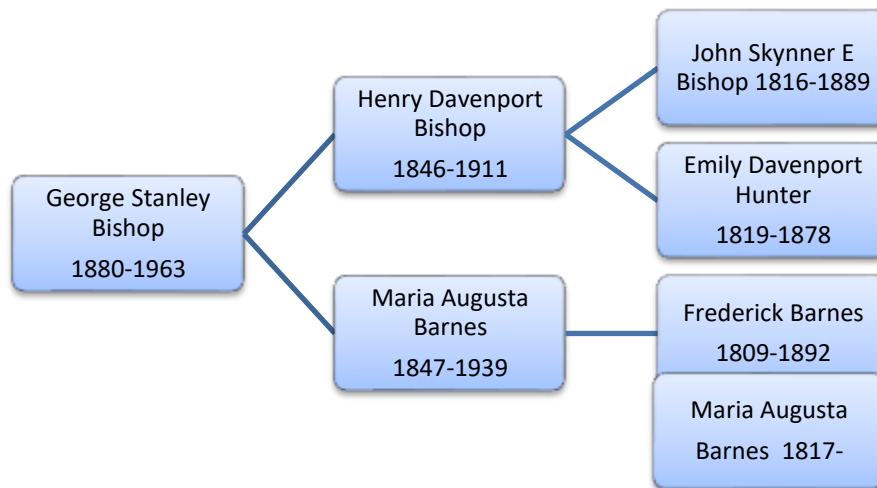 John Skynner E
Bishop 1816-1889
Henry Davenport
Bishop
1846-1911
Emily Davenport
Hunter
1819-1878
George Stanley
Bishop
1880-1963
Maria Augusta
Barnes
1847-1939
Frederick Barnes
1809-1892
Maria Augusta
Barnes 1817-